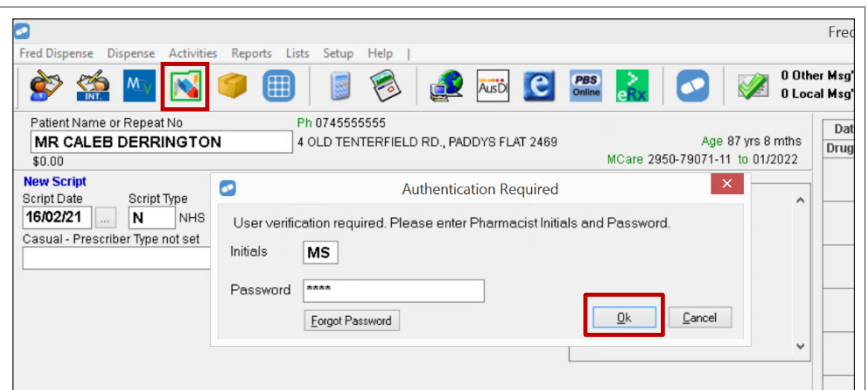 Fred
Fred Dispense Dispense Activities Reports Lists Setup Help |
INT. AusDI e PBS Online eRx 0 Other Msg'
0 Local Msg'
Patient Name or Repeat No Ph 0745555555 Dat
MR CALEB DERRINGTON 4 OLD TENTERFIELD RD., PADDYS FLAT 2469 Age 87 yrs 8 mths Drug
$0.00 MCare 2950-79071-11 to 01/2022
New Script
Script Date Script Type
16/02/21 ... N NHS
Casual - Prescriber Type not set
Authentication Required
User verification required. Please enter Pharmacist Initials and Password.
Initials MS
Password ****
Forgot Password Ok Cancel